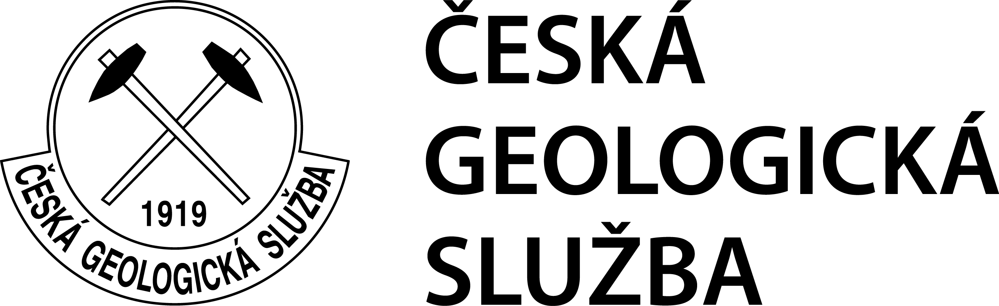 1919
ČESKÁ GEOLOGICKÁ SLUŽBA
ČESKÁ
GEOLOGICKÁ
SLUŽBA